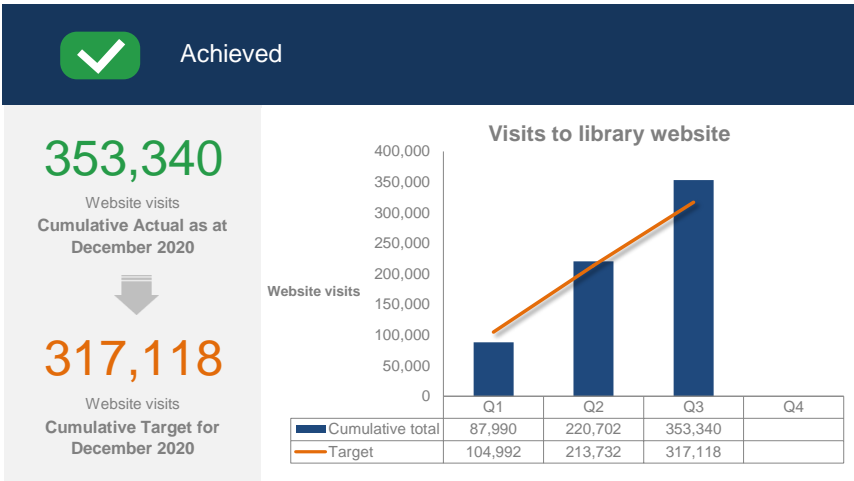 Achieved
353,340
Website visits
Cumulative Actual as at
December 2020
317,118
Website visits
Cumulative Target for
December 2020
Visits to library website
400,000
350,000
300,000
250,000
200,000
150,000
100,000
50,000
0
Website visits
Q1 Q2 Q3 Q4
Cumulative total 87,990 220,702 353,340
Target 104,992 213,732 317,118